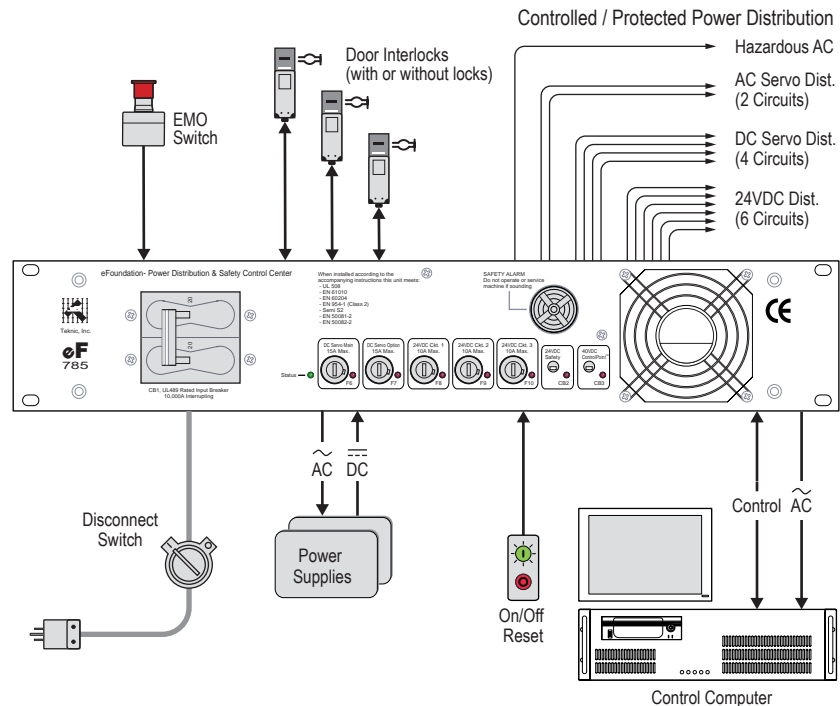 Controlled / Protected Power Distribution
Hazardous AC
AC Servo Dist.
(2 Circuits)
DC Servo Dist.
(4 Circuits)
24VDC Dist.
(6 Circuits)
Door Interlocks
(with or without locks)
EMO
Switch
eFoundation- Power Distribution & Safety Control Center
When installed according to the
accompanying instructions this unit meets:
- UL 508
- EN 61010
- EN 60204
- EN 954-1 (Class 2)
- Semi S2
- EN 50081-2
- EN 50082-2
SAFETY ALARM
Do not operate or service
machine if sounding
Teknic, Inc.
eF
785
20
20
CB1, UL489 Rated Input Breaker
10,000A Interrupting
Status
DC Servo Main
15A Max.
F6
DC Servo Option
15A Max.
F7
24VDC Ckt. 1
10A Max.
F8
24VDC Ckt. 2
10A Max.
F9
24VDC Ckt. 3
10A Max.
F10
24VDC
Safety
CB2
40VDC
ControlPoint™
CB3
CE
AC
DC
Disconnect
Switch
Power
Supplies
On/Off
Reset
Control
AC
Control Computer